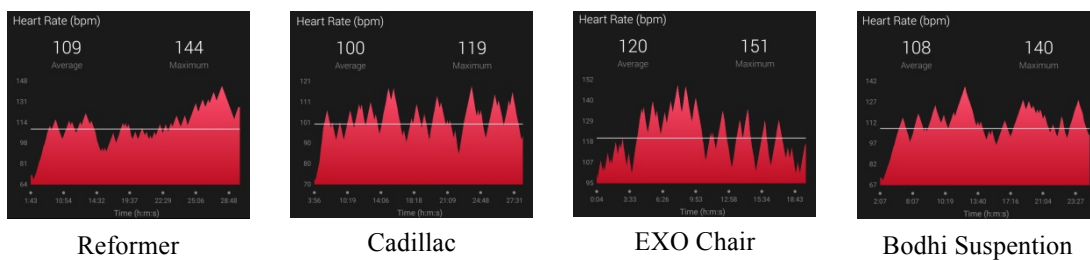 Heart Rate (bpm)
109 144
Average Maximum
148
131
114
98
81
64
1:43 10:54 14:32 19:37 22:29 25:06 28:48
Time (h:m:s)
Reformer
Heart Rate (bpm)
100 119
Average Maximum
121
111
101
90
80
70
3:56 10:19 14:06 18:18 21:09 24:48 27:31
Time (h:m:s)
Cadillac
Heart Rate (bpm)
120 151
Average Maximum
152
140
129
118
107
95
0:04 3:33 6:26 9:53 12:58 15:34 18:43
Time (h:m:s)
EXO Chair
Heart Rate (bpm)
108 140
Average Maximum
142
127
112
97
82
67
2:07 8:07 10:19 13:40 17:16 21:04 23:27
Time (h:m:s)
Bodhi Suspention